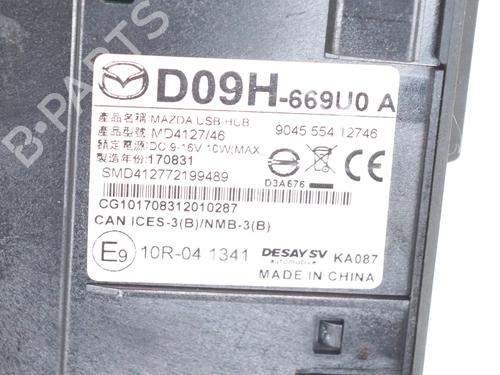 D09H-669U0 A
產品名稱:MAZDA USB HUB
產品型號:MD4127/46 9045 554 12746
額定電源:DC 9-16V 10W(MAX)
製造年份:170831
SMD412772199489
D3A676
CG101708312010287
CAN ICES-3(B)/NMB-3(B)
E9 10R-04 1341 DESAY SV automotive KA087
MADE IN CHINA
B-PARTS